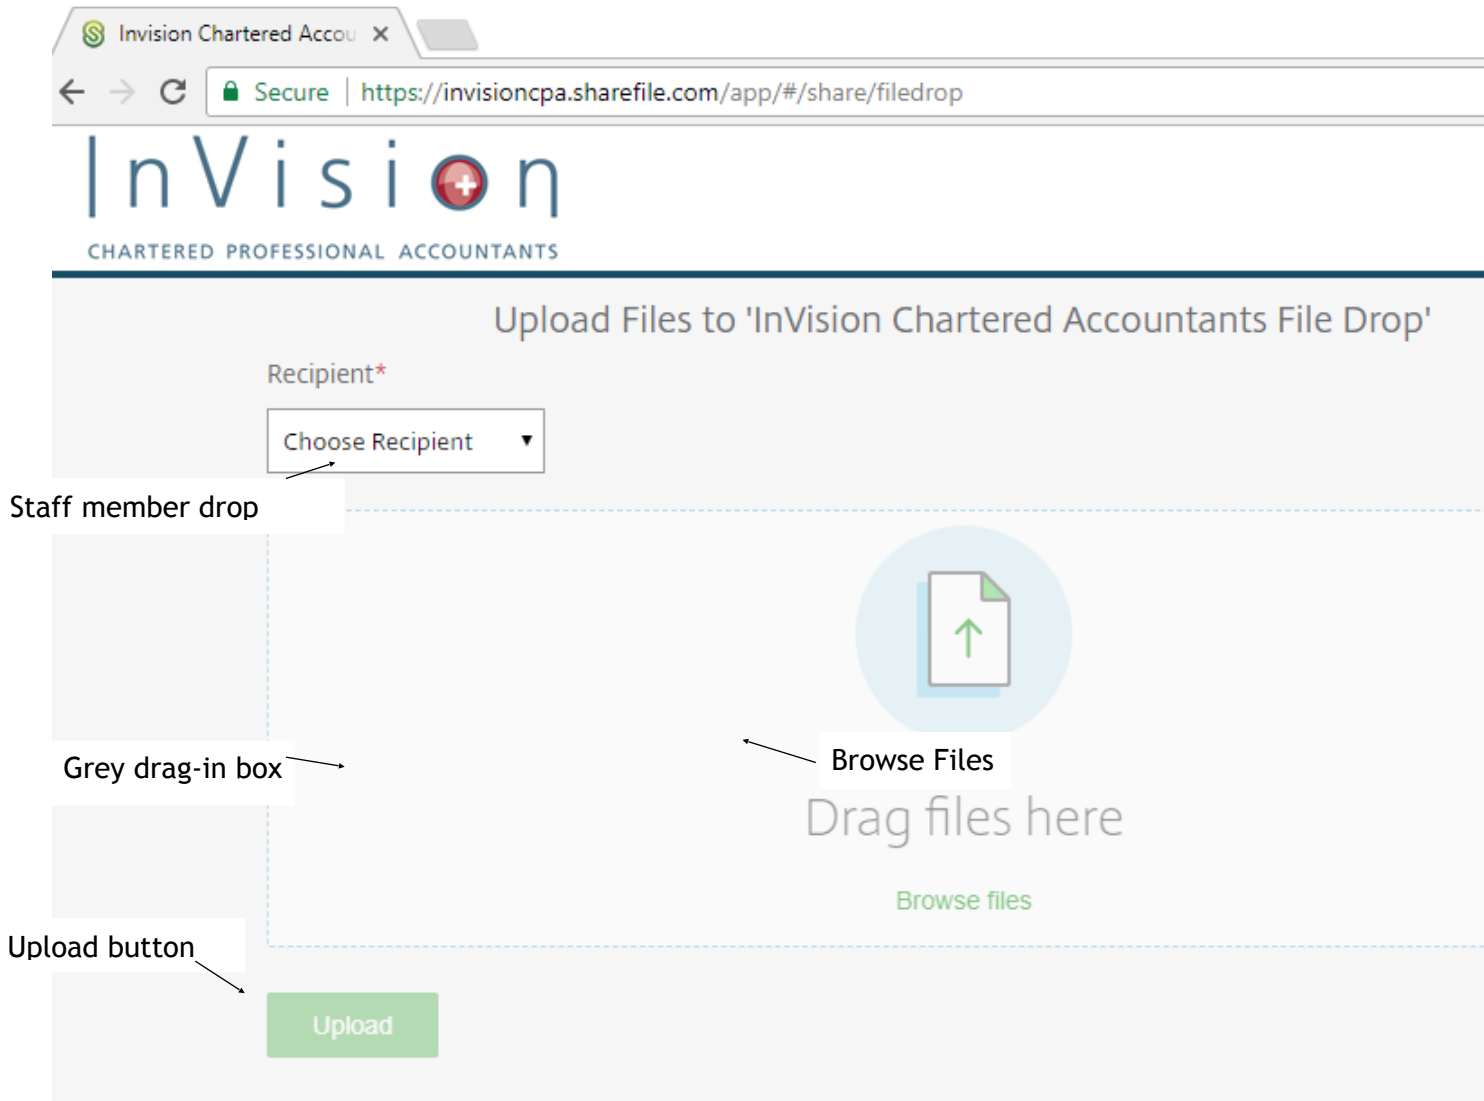 Invision Chartered Accou
Secure | https://invisioncpa.sharefile.com/app/#/share/filedrop
InVision
CHARTERED PROFESSIONAL ACCOUNTANTS
Upload Files to 'InVision Chartered Accountants File Drop'
Recipient*
Choose Recipient
Staff member drop
Grey drag-in box
Browse Files
Drag files here
Browse files
Upload button
Upload